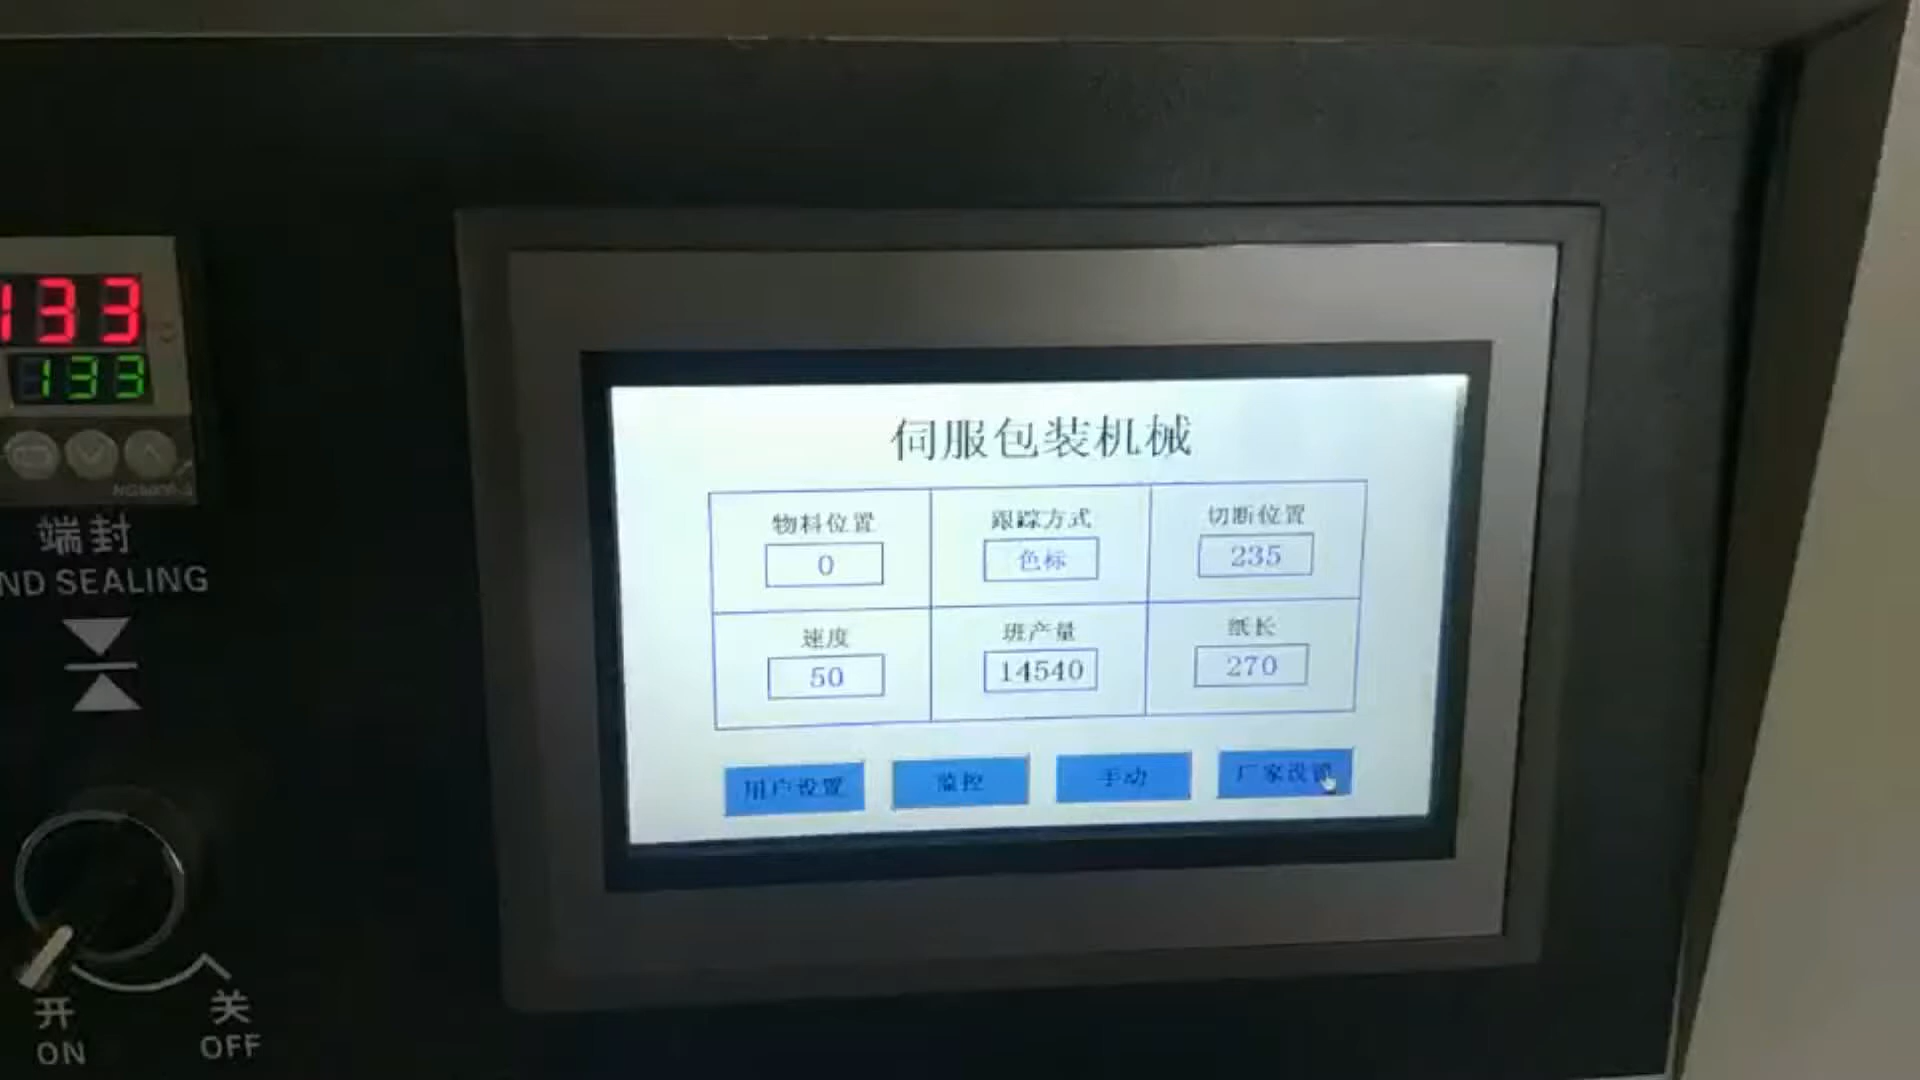 133
133
端封
ND SEALING
开
ON
关
OFF
伺服包装机械
物料位置
0
跟踪方式
色标
切断位置
235
速度
50
班产量
14540
纸长
270
用户设置
监控
手动
厂家设置